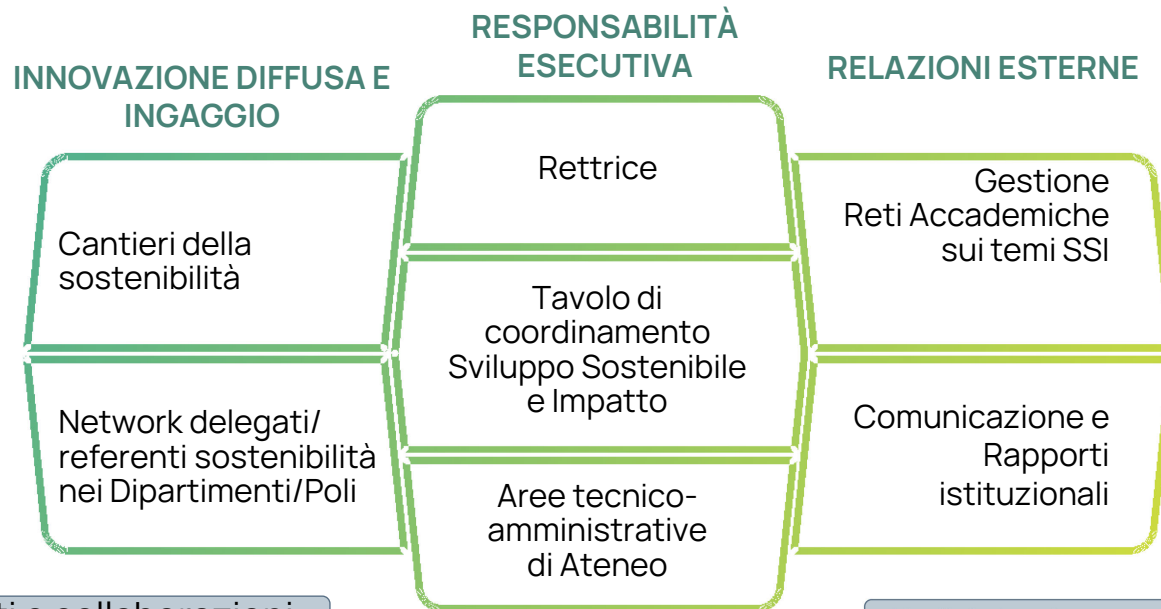 INNOVAZIONE DIFFUSA E
INGAGGIO
Cantieri della
sostenibilità
Network delegati/
referenti sostenibilità
nei Dipartimenti/Poli
RESPONSABILITÀ
ESECUTIVA
Rettrice
Tavolo di
coordinamento
Sviluppo Sostenibile
e Impatto
Aree tecnico-
amministrative
di Ateneo
RELAZIONI ESTERNE
Gestione
Reti Accademiche
sui temi SSI
Comunicazione e
Rapporti
istituzionali
e collaborazioni